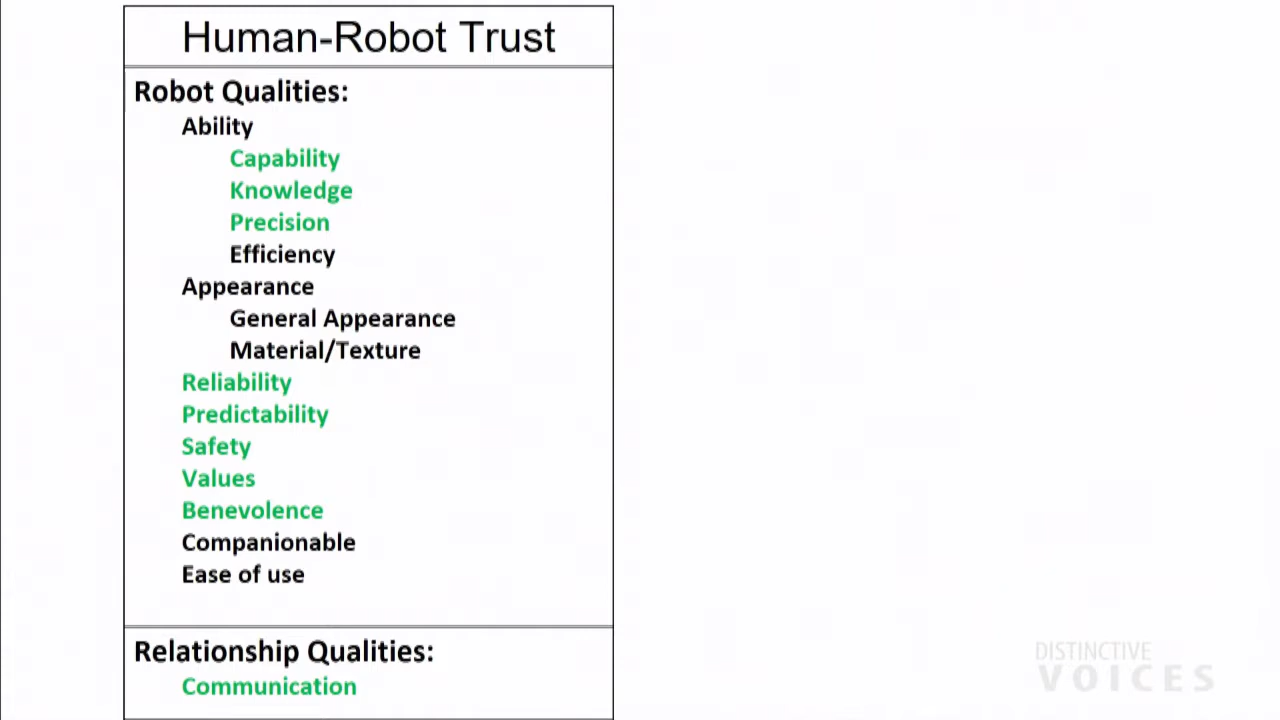 Human-Robot Trust
Robot Qualities:
Ability
Capability
Knowledge
Precision
Efficiency
Appearance
General Appearance
Material/Texture
Reliability
Predictability
Safety
Values
Benevolence
Companionable
Ease of use
Relationship Qualities:
Communication
DISTINCTIVE
VOICES